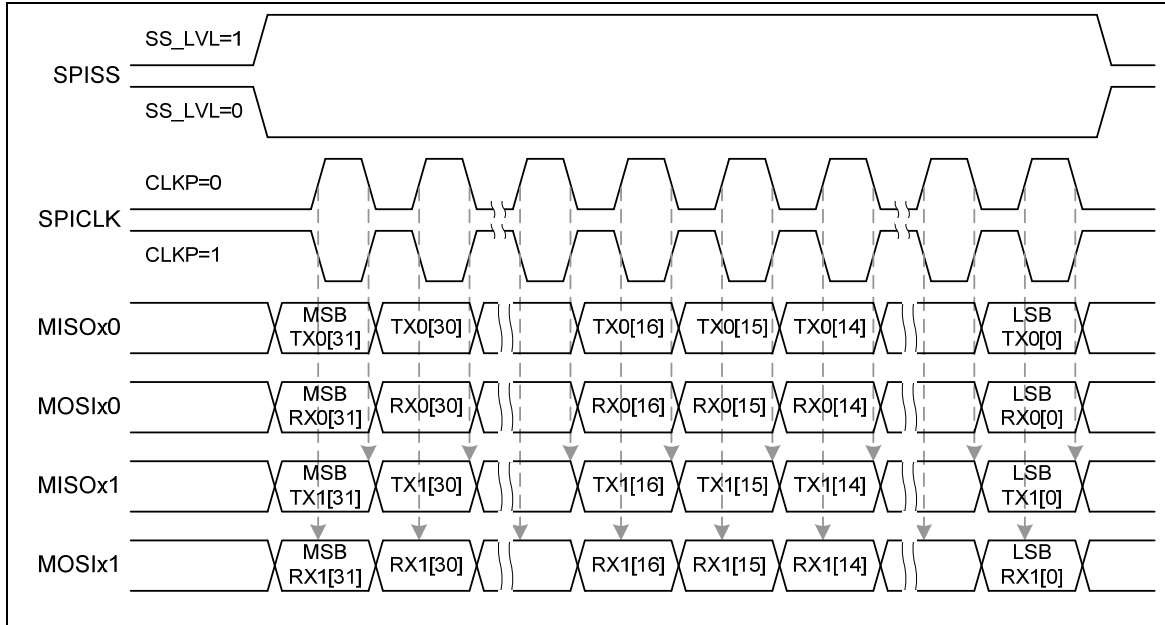 SS_LVL=1
SPISS
SS_LVL=0
CLKP=0
SPICLK
CLKP=1
MISOx0
MSB
TX0[31]
TX0[30]
TX0[16]
TX0[15]
TX0[14]
LSB
TX0[0]
MOSIx0
MSB
RX0[31]
RX0[30]
RX0[16]
RX0[15]
RX0[14]
LSB
RX0[0]
MISOx1
MSB
TX1[31]
TX1[30]
TX1[16]
TX1[15]
TX1[14]
LSB
TX1[0]
MOSIx1
MSB
RX1[31]
RX1[30]
RX1[16]
RX1[15]
RX1[14]
LSB
RX1[0]